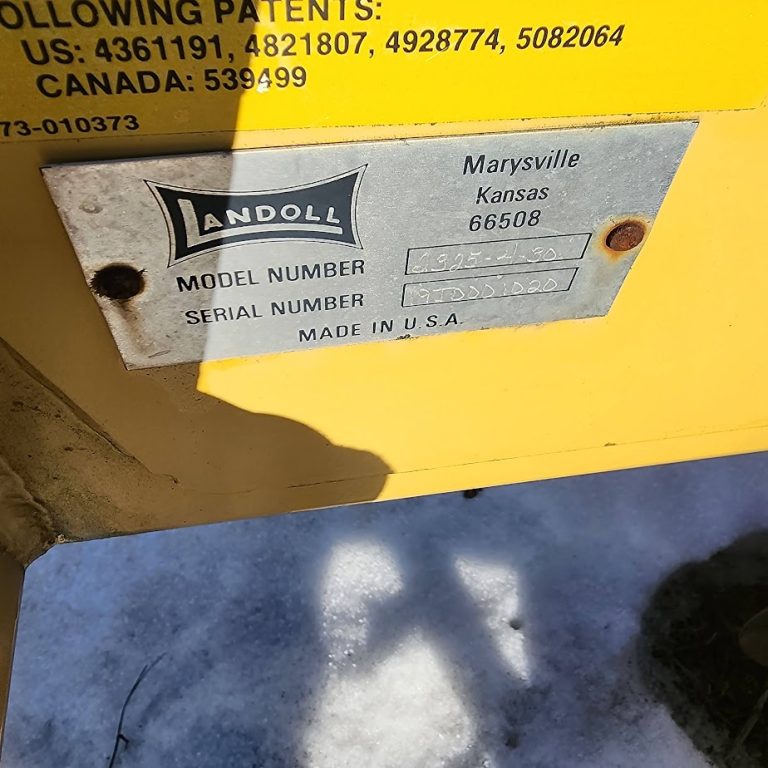 OLLOWING PATENTS:
US: 4361191, 4821807, 4928774, 5082064
CANADA: 539499
73-010373
Marysville
Kansas
66508
LANDOLL
MODEL NUMBER
SERIAL NUMBER
MADE IN U.S.A.